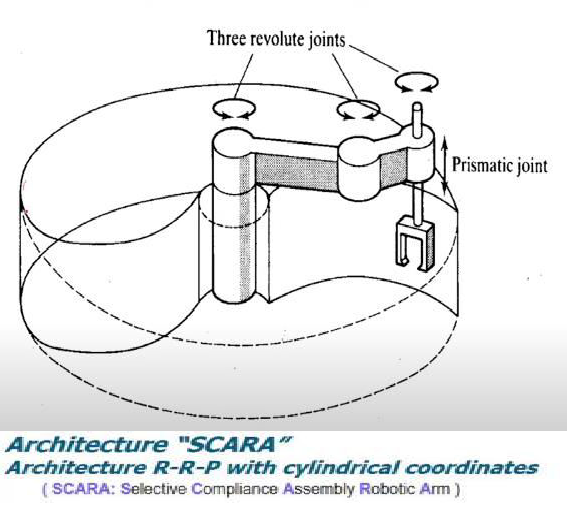 Three revolute joints
Prismatic joint
Architecture "SCARA"
Architecture R-R-P with cylindrical coordinates
( SCARA: Selective Compliance Assembly Robotic Arm )